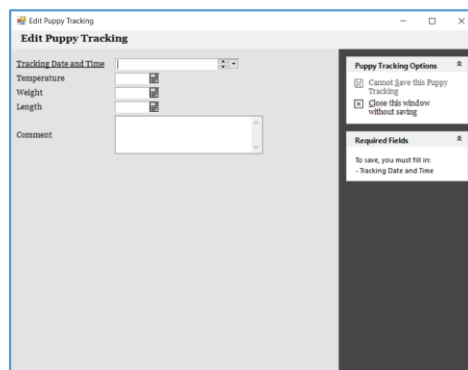 Edit Puppy Tracking
Edit Puppy Tracking
Tracking Date and Time
Temperature
Weight
Length
Comment
Puppy Tracking Options
Cannot Save this Puppy
Tracking
Close this window
without saving
Required Fields
To save, you must fill in:
- Tracking Date and Time